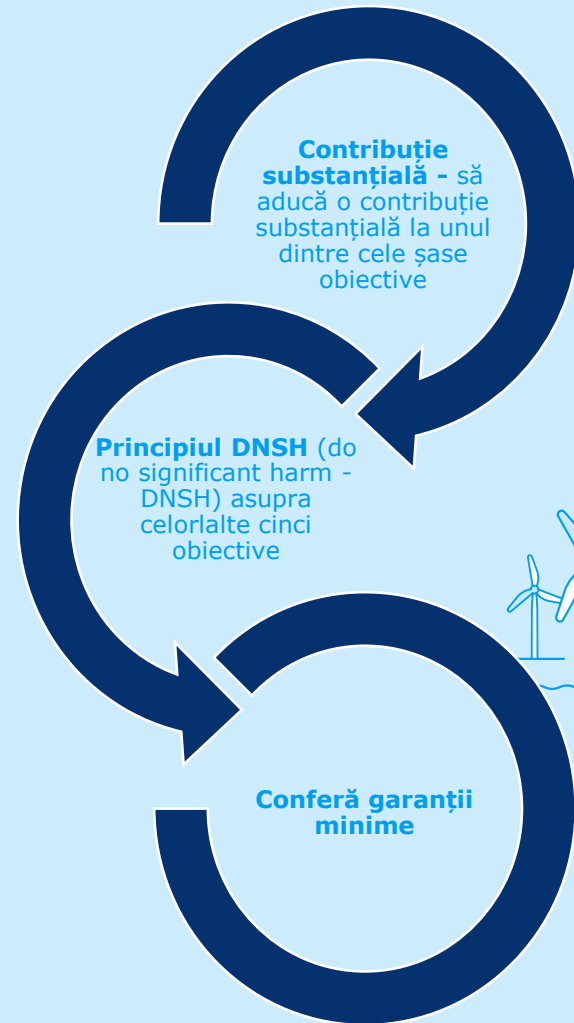 Contribuție
substanțială - să
aducă o contribuție
substanțială la unul
dintre cele șase
obiective
Principiul DNSH (do
no significant harm -
DNSH) asupra
celorlalte cinci
obiective
Conferă garanții
minime